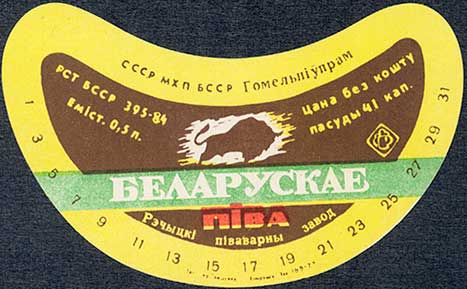 СССР МХП БССР Гомельпіўпрам
РСТ БССР 395-84
Еміст. 0,5 л.
Цана без кошту
пасуды 41 кап.
БЕЛАРУСКАЕ
ПІВА
Рэчыцкі піваварны завод
1 3 5 7 9 11 13 15 17 19 21 23 25 27 29 31